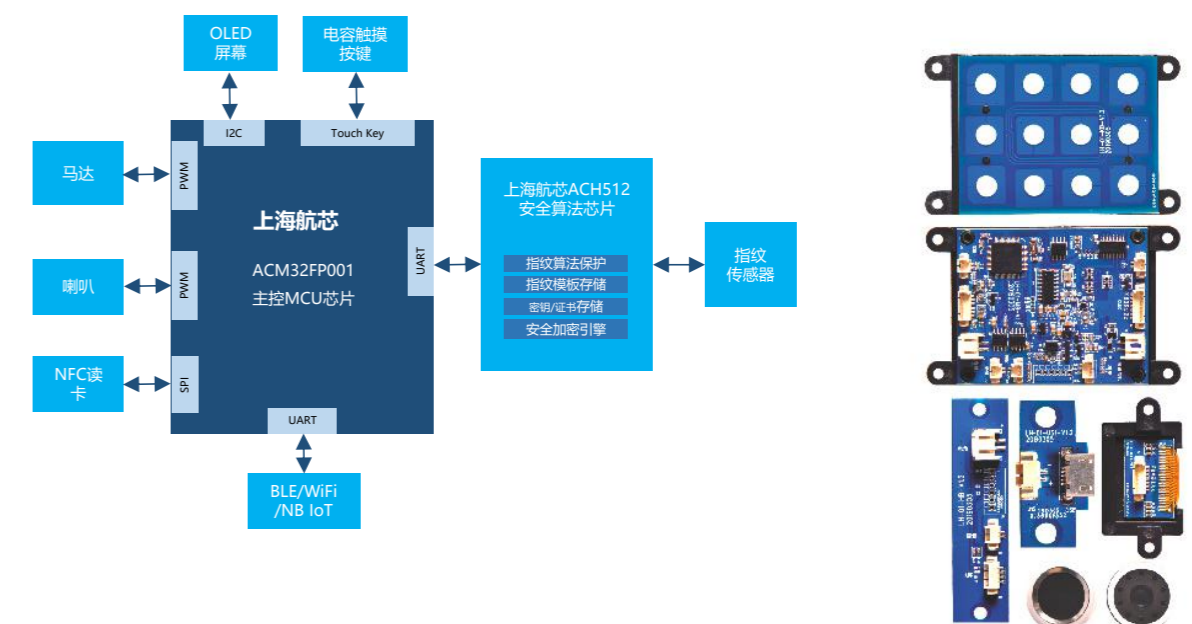 OLED
屏幕
电容触摸
按键
I2C
Touch Key
马达
PWM
上海航芯
ACM32FP001
主控MCU芯片
喇叭
PWM
NFC读
卡
SPI
UART
UART
BLE/WiFi
/NB IoT
上海航芯ACH512
安全算法芯片
指纹算法保护
指纹模板存储
密钥/证书存储
安全加密引擎
指纹
传感器